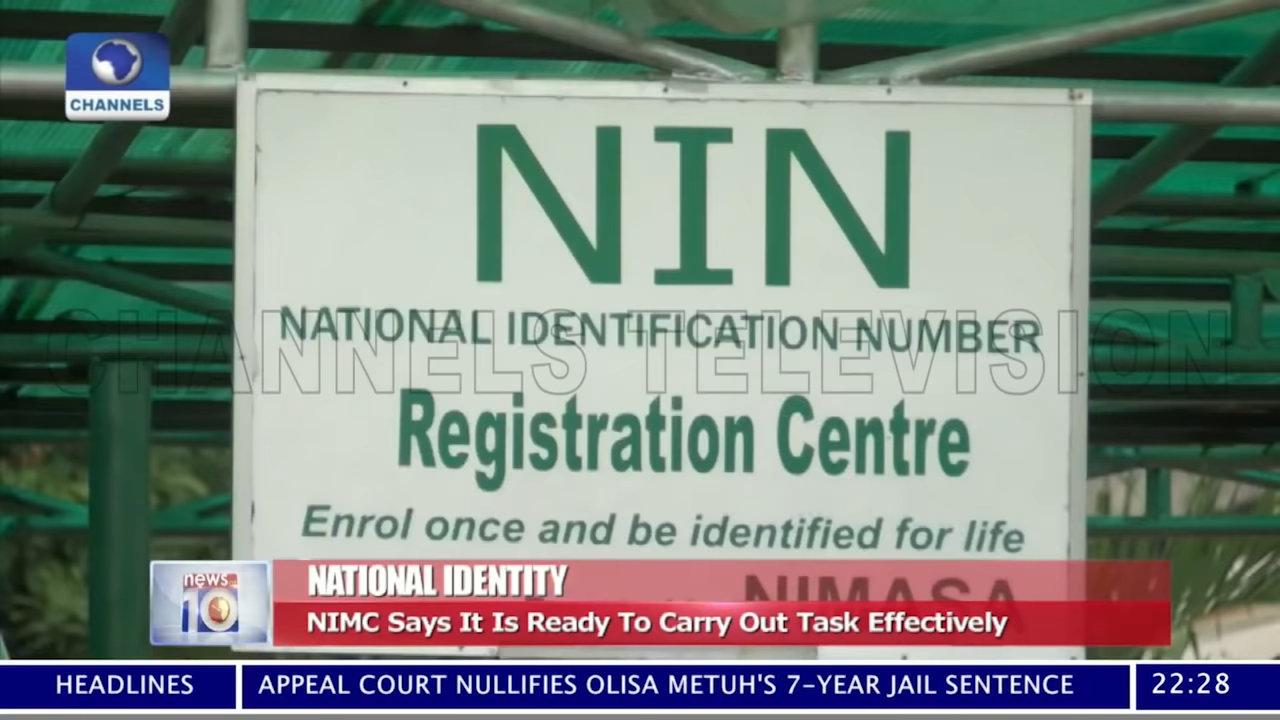 CHANNELS
NIN
NATIONAL IDENTIFICATION NUMBER
CHANNELS TELEVISION
Registration Centre
Enrol once and be identified for life
NIMASA
news
10
NATIONAL IDENTITY
NIMC Says It Is Ready To Carry Out Task Effectively
HEADLINES
APPEAL COURT NULLIFIES OLISA METUH'S 7-YEAR JAIL SENTENCE
22:28